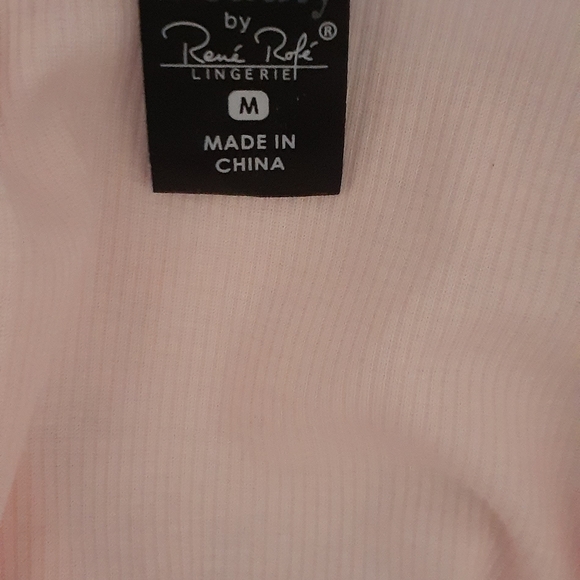 by
René Rofé®
LINGERIE
M
MADE IN
CHINA